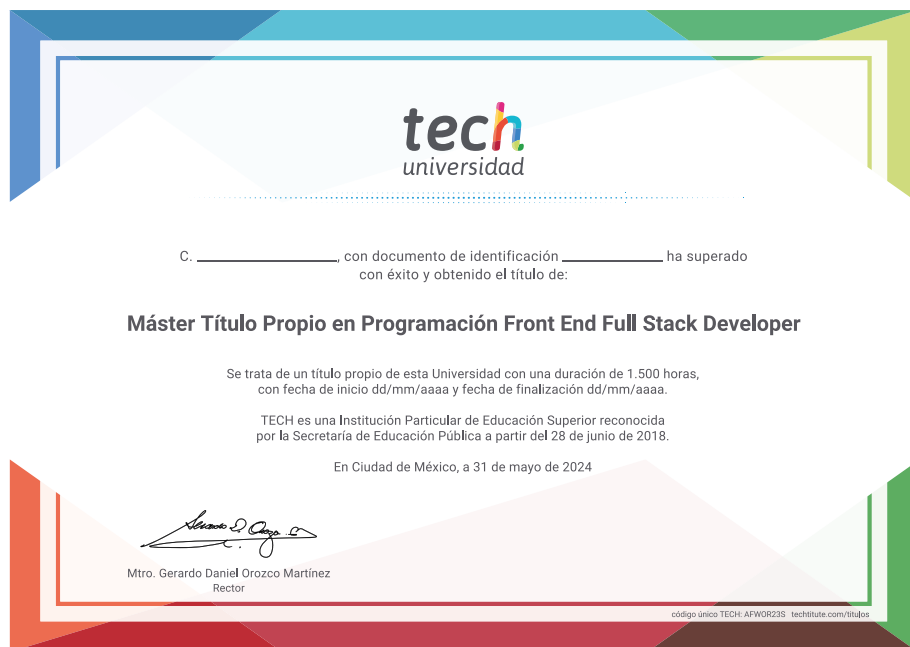 tech
universidad
C. ____________, con documento de identificación ____________ ha superado
con éxito y obtenido el título de:
Máster Título Propio en Programación Front End Full Stack Developer
Se trata de un título propio de esta Universidad con una duración de 1.500 horas,
con fecha de inicio dd/mm/aaaa y fecha de finalización dd/mm/aaaa.
TECH es una Institución Particular de Educación Superior reconocida
por la Secretaría de Educación Pública a partir del 28 de junio de 2018.
En Ciudad de México, a 31 de mayo de 2024
Mtro. Gerardo Daniel Orozco Martínez
Rector
código único TECH: AFWOR23S techtitute.com/titulos